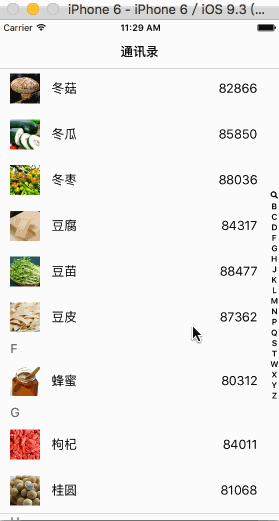 iPhone 6 - iPhone 6 / iOS 9.3 (...
Carrier 11:29 AM
通讯录
冬菇 82866
冬瓜 85850
冬枣 88036
豆腐 84317
豆苗 88477
豆皮 87362
F
蜂蜜 80312
G
枸杞 84011
桂圆 81068
B
C
D
F
G
H
J
K
L
M
N
P
Q
S
T
W
X
Y
Z